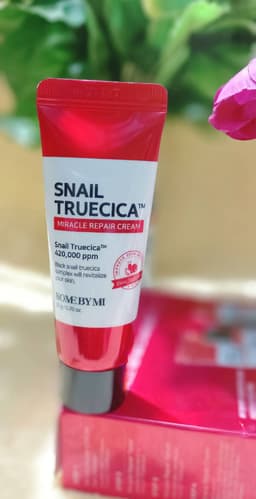 SNAIL
TRUECICA™
MIRACLE REPAIR CREAM
Snail Truecica™
420,000 ppm
Black snail truecica
complex will revitalize
your skin.
SOME BY MI